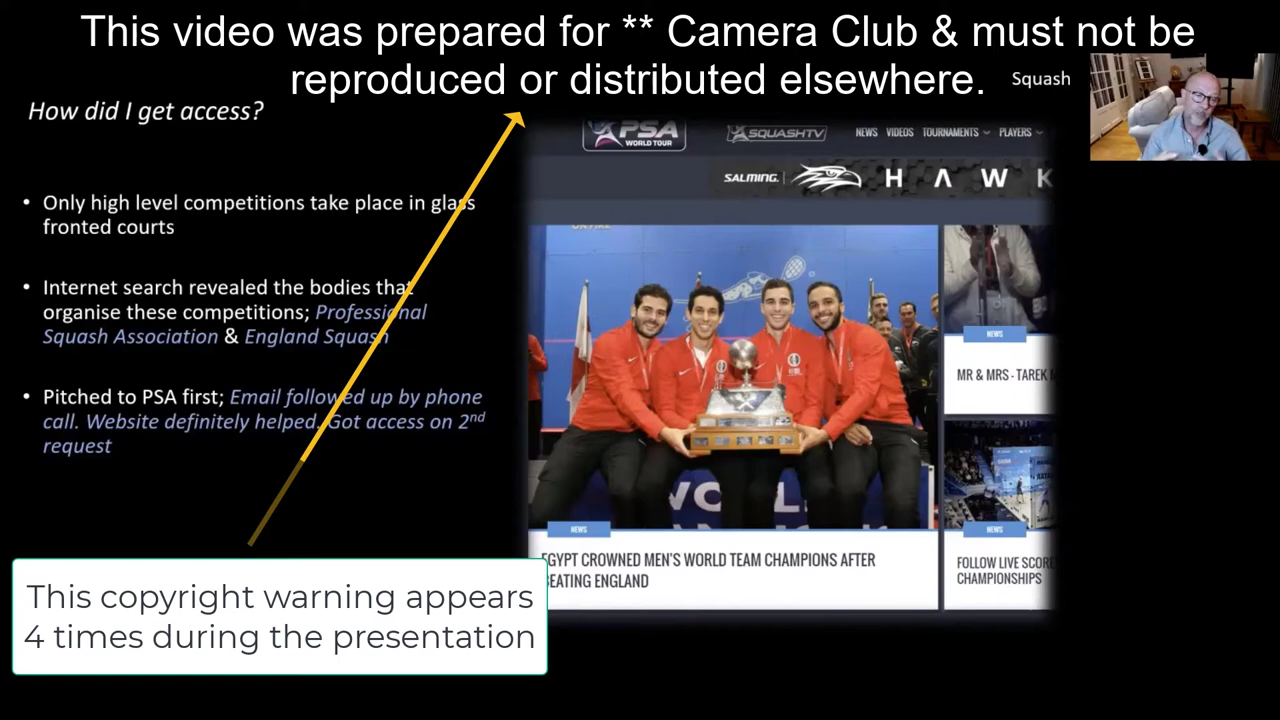 This video was prepared for ** Camera Club & must not be
reproduced or distributed elsewhere.
Squash
How did I get access?
• Only high level competitions take place in glass
fronted courts
• Internet search revealed the bodies that
organise these competitions; Professional
Squash Association & England Squash
• Pitched to PSA first; Email followed up by phone
call. Website definitely helped. Got access on 2nd
request
PSA
WORLD TOUR
SQUASHTV
NEWS VIDEOS TOURNAMENTS PLAYERS
SALMING. HAWK
NEWS
EGYPT CROWNED MEN'S WORLD TEAM CHAMPIONS AFTER
BEATING ENGLAND
NEWS
MR & MRS - TAREK
NEWS
FOLLOW LIVE SCORE
CHAMPIONSHIPS
This copyright warning appears
4 times during the presentation